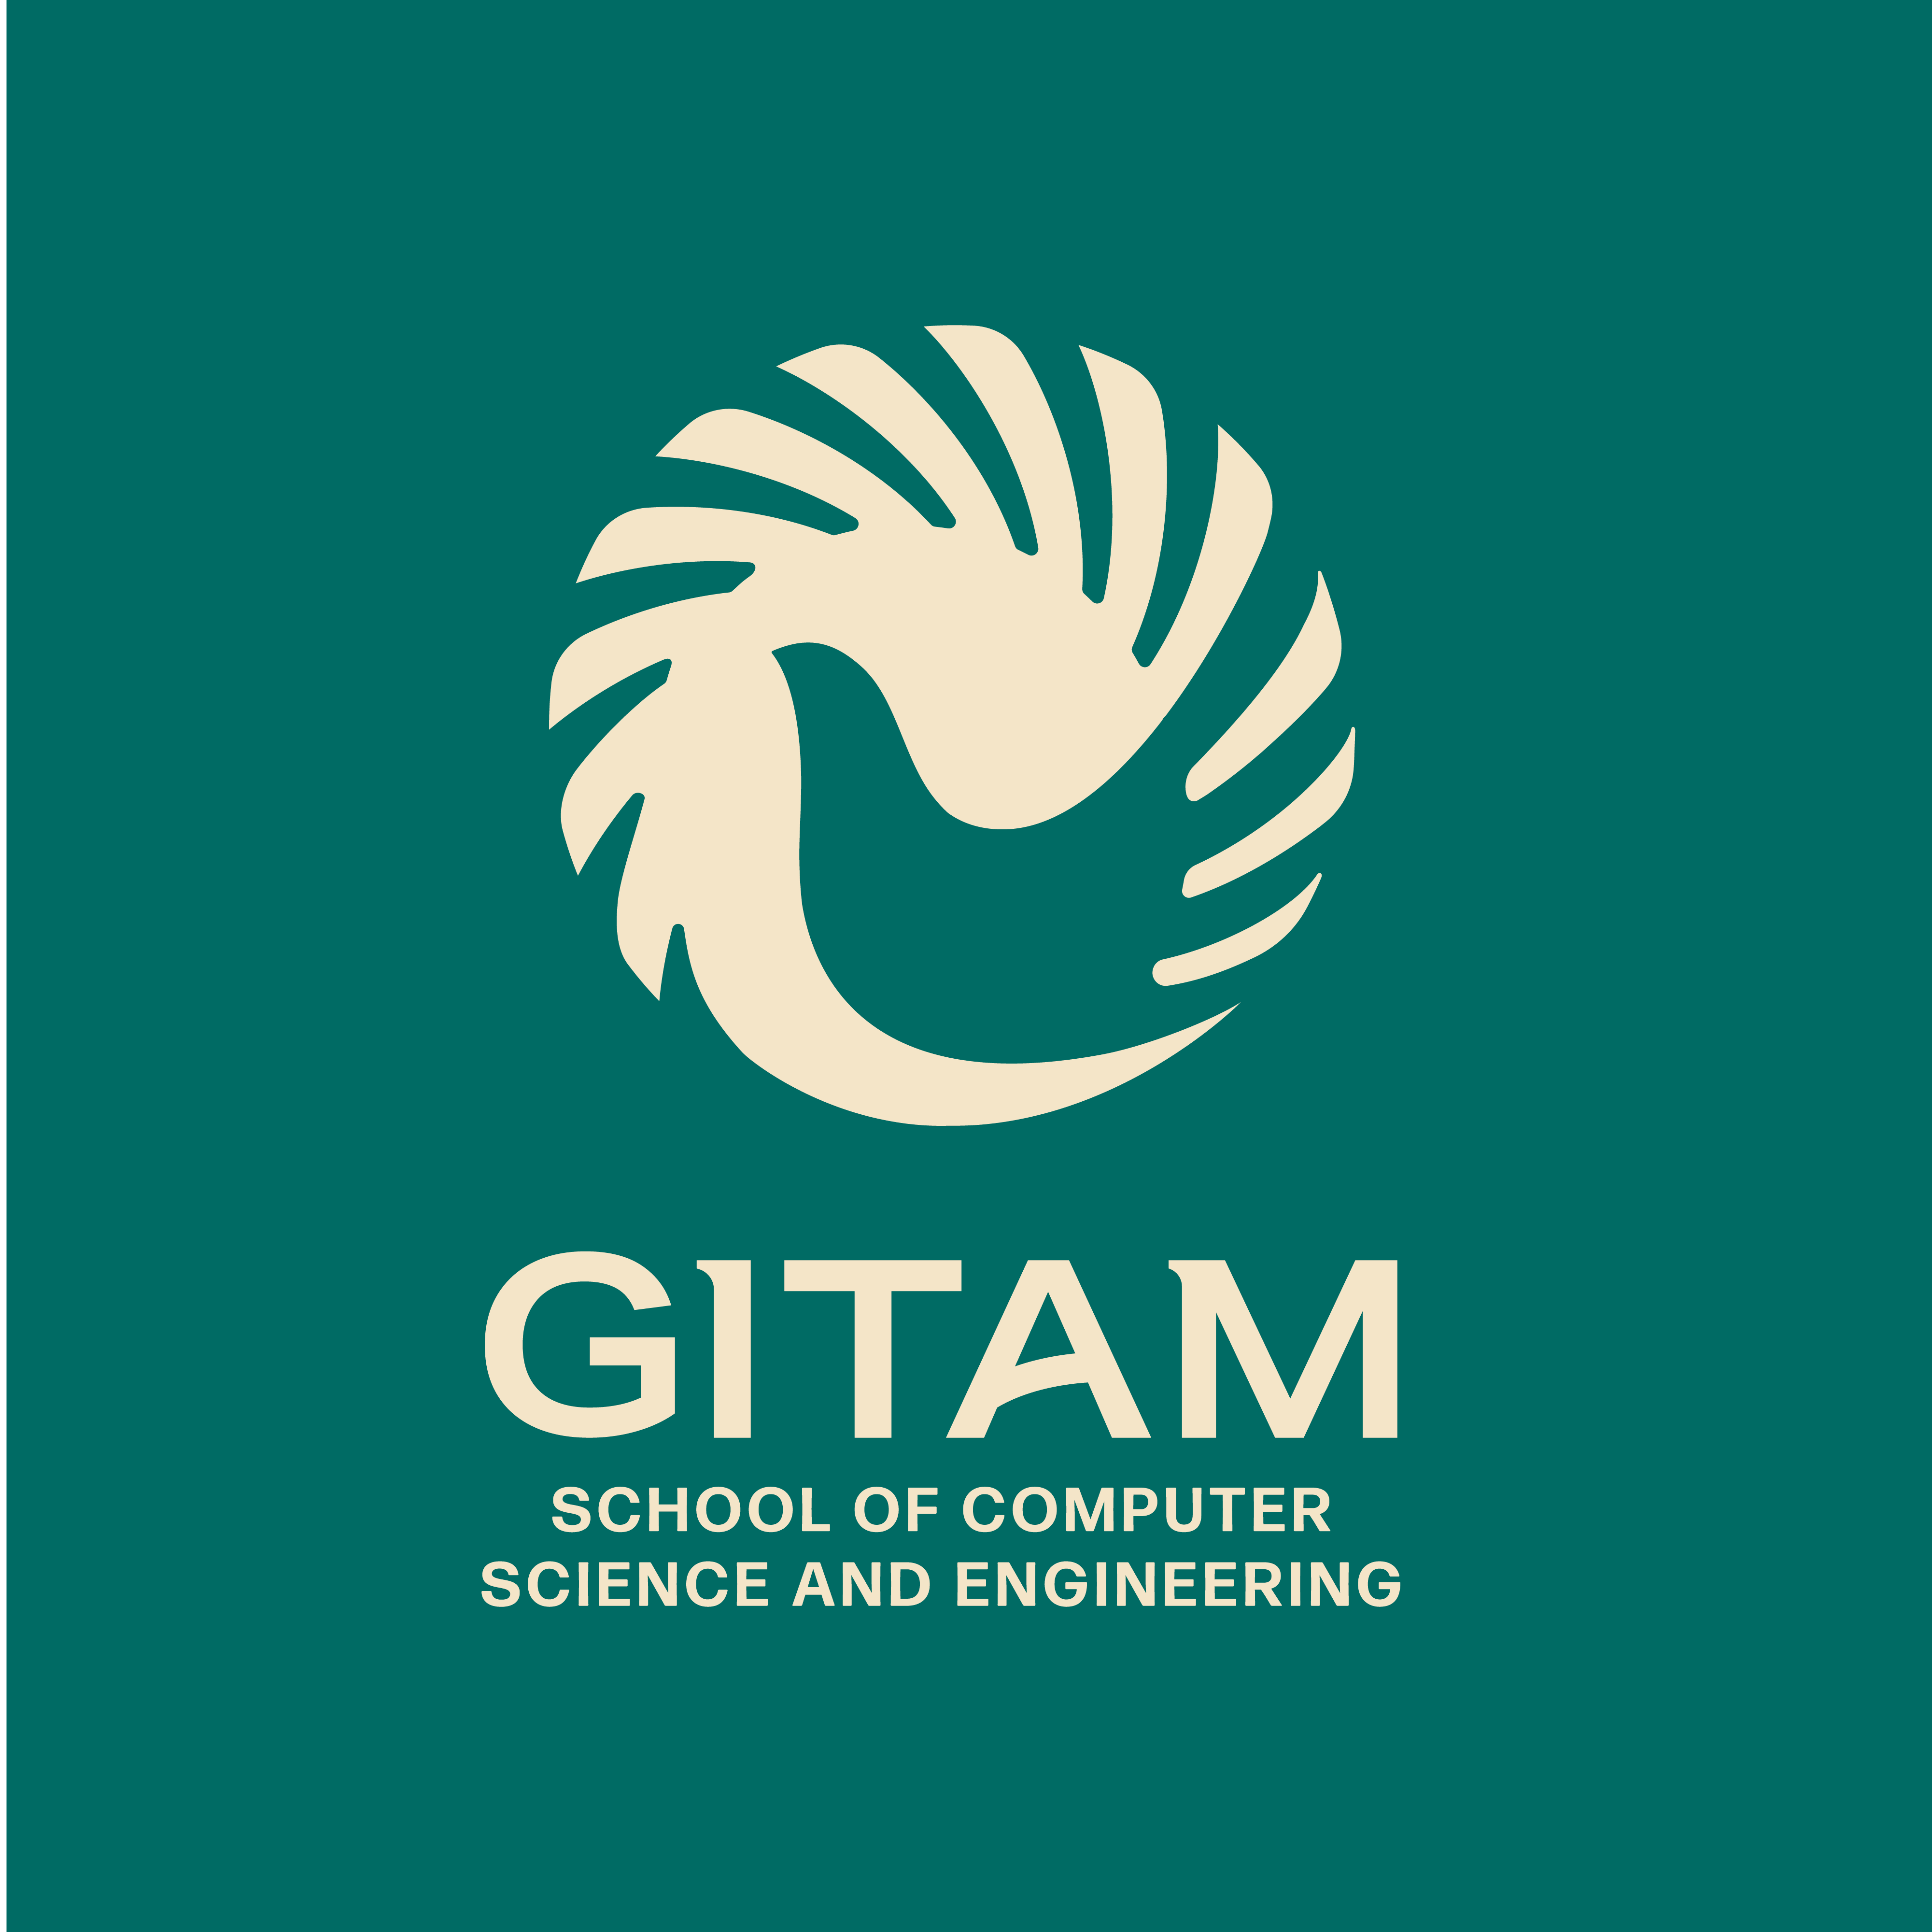 GITAM
SCHOOL OF COMPUTER
SCIENCE AND ENGINEERING